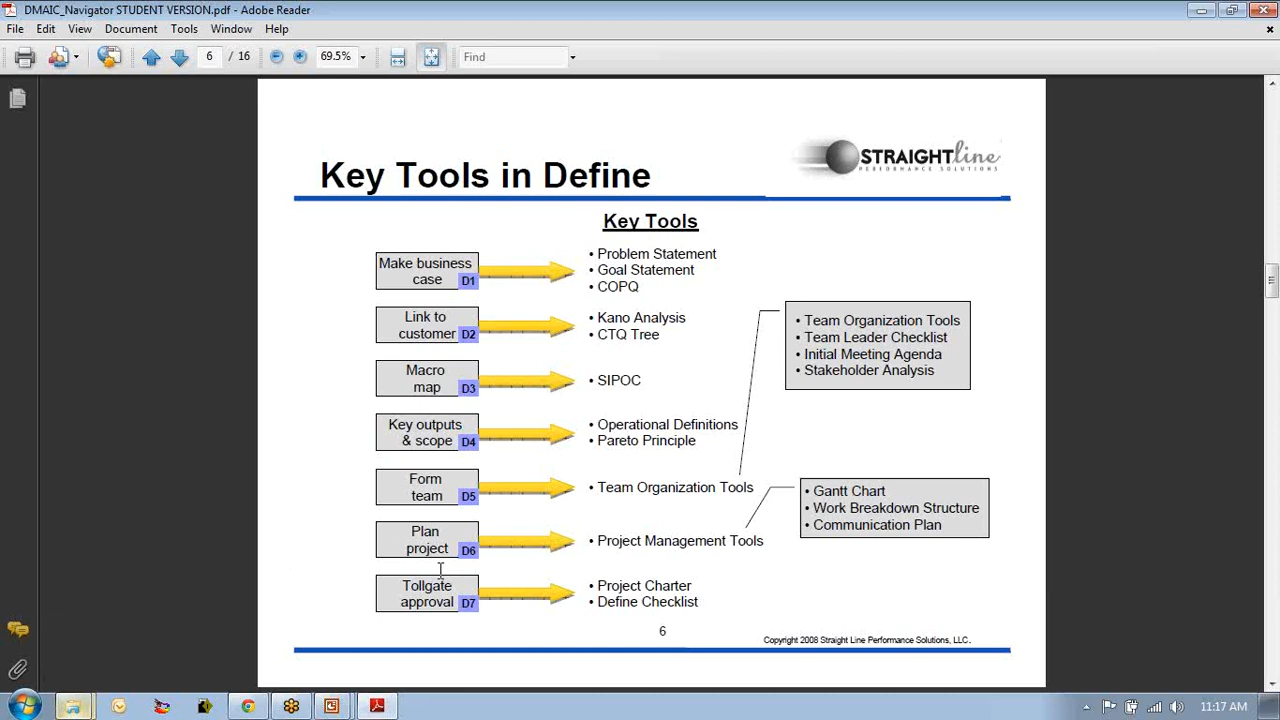 DMAIC_Navigator STUDENT VERSION.pdf - Adobe Reader
File Edit View Document Tools Window Help
6 / 16 69.5% Find
STRAIGHTline
PERFORMANCE SOLUTIONS
Key Tools in Define
Key Tools
Make business
case D1
• Problem Statement
• Goal Statement
• COPQ
Link to
customer D2
• Kano Analysis
• CTQ Tree
Macro
map D3
• SIPOC
Key outputs
& scope D4
• Operational Definitions
• Pareto Principle
Form
team D5
• Team Organization Tools
• Team Organization Tools
• Team Leader Checklist
• Initial Meeting Agenda
• Stakeholder Analysis
Plan
project D6
• Project Management Tools
• Gantt Chart
• Work Breakdown Structure
• Communication Plan
Tollgate
approval D7
• Project Charter
• Define Checklist
6
Copyright 2008 Straight Line Performance Solutions, LLC.
11:17 AM